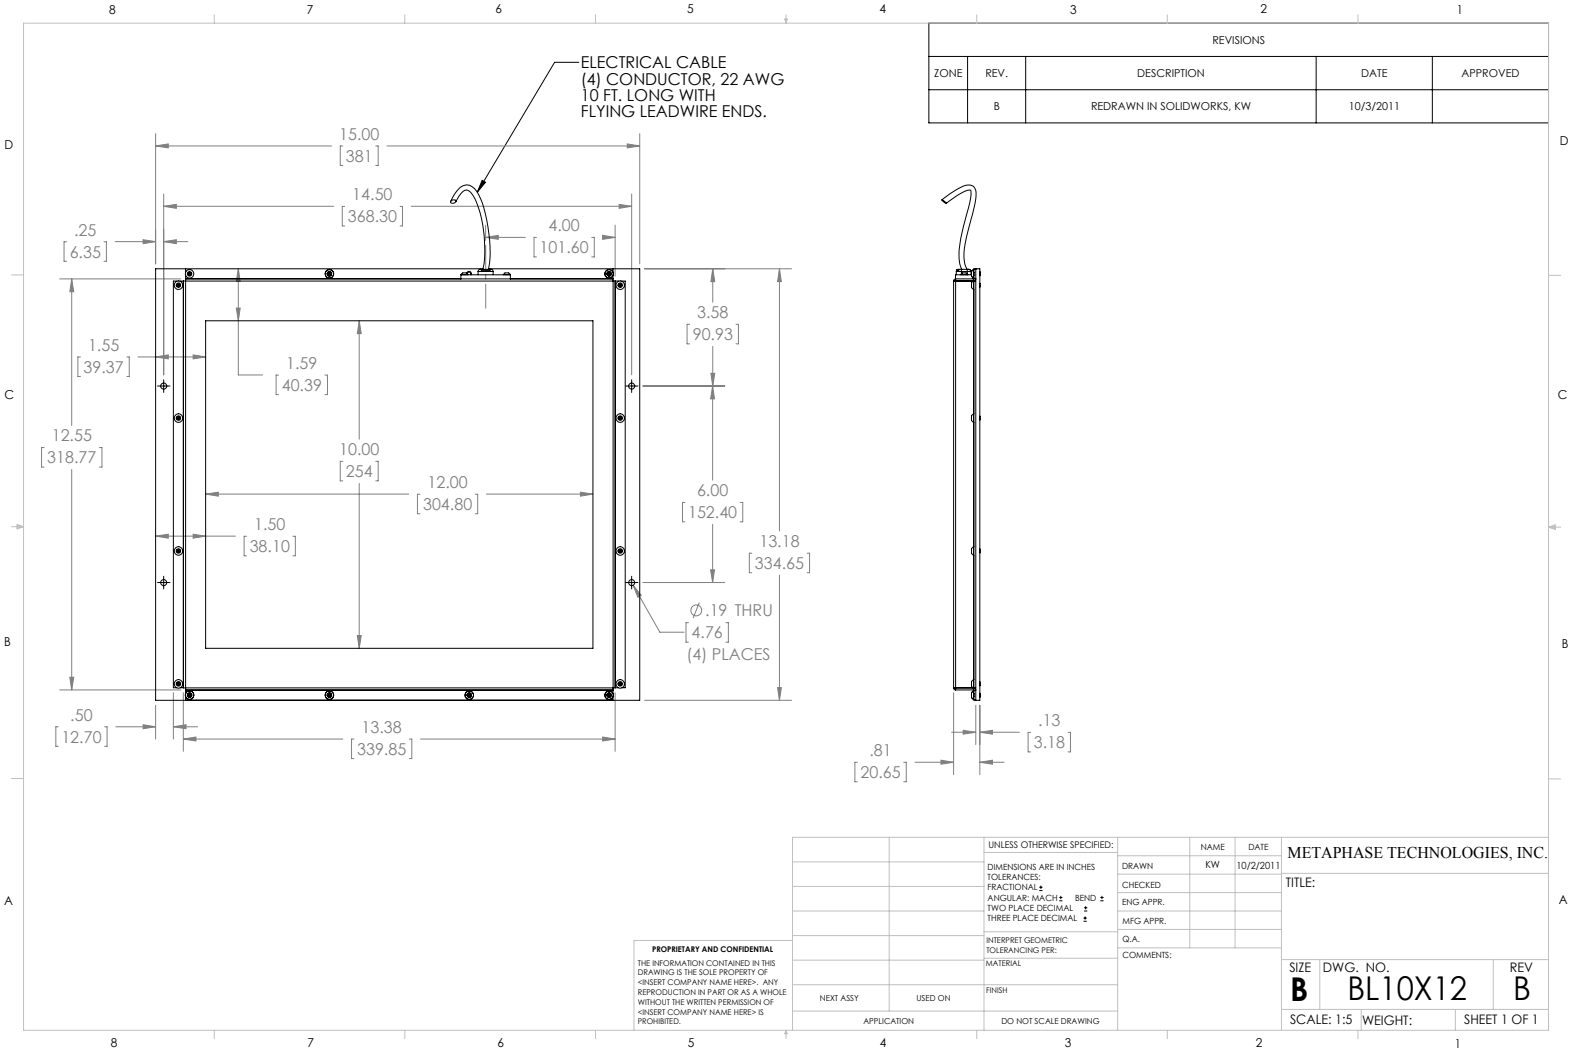 8 7 6 5 4 3 2 1
D
C
B
A
D
C
B
A
REVISIONS
ZONE REV. DESCRIPTION DATE APPROVED
B REDRAWN IN SOLIDWORKS, KW 10/3/2011
ELECTRICAL CABLE
(4) CONDUCTOR, 22 AWG
10 FT. LONG WITH
FLYING LEADWIRE ENDS.
15.00
[381]
14.50
[368.30]
.25
[6.35]
4.00
[101.60]
3.58
[90.93]
1.55
[39.37]
1.59
[40.39]
12.55
[318.77]
10.00
[254]
12.00
[304.80]
6.00
[152.40]
1.50
[38.10]
13.18
[334.65]
Ø.19 THRU
[4.76]
(4) PLACES
.50
[12.70]
13.38
[339.85]
.13
[3.18]
.81
[20.65]
PROPRIETARY AND CONFIDENTIAL
THE INFORMATION CONTAINED IN THIS
DRAWING IS THE SOLE PROPERTY OF
<INSERT COMPANY NAME HERE>. ANY
REPRODUCTION IN PART OR AS A WHOLE
WITHOUT THE WRITTEN PERMISSION OF
<INSERT COMPANY NAME HERE> IS
PROHIBITED.
NEXT ASSY USED ON
APPLICATION
UNLESS OTHERWISE SPECIFIED:
DIMENSIONS ARE IN INCHES
TOLERANCES:
FRACTIONAL ±
ANGULAR: MACH ± BEND ±
TWO PLACE DECIMAL ±
THREE PLACE DECIMAL ±
INTERPRET GEOMETRIC
TOLERANCING PER:
MATERIAL
FINISH
DO NOT SCALE DRAWING
NAME DATE
DRAWN KW 10/2/2011
CHECKED
ENG APPR.
MFG APPR.
Q.A.
COMMENTS:
METAPHASE TECHNOLOGIES, INC.
TITLE:
SIZE DWG. NO. REV
B BL10X12 B
SCALE: 1:5 WEIGHT: SHEET 1 OF 1
8 7 6 5 4 3 2 1